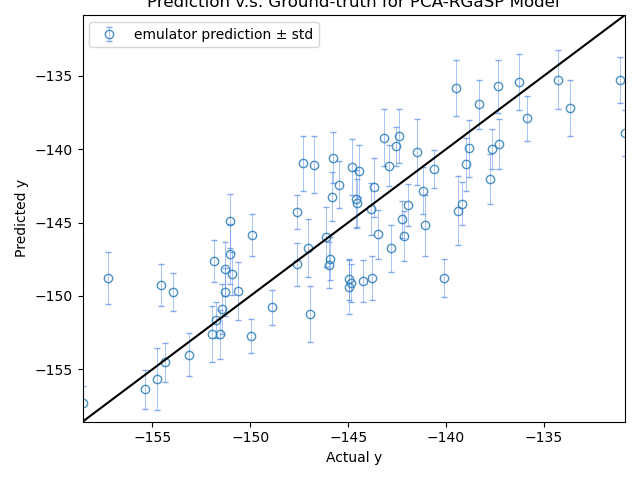 Prediction v.s. Ground-truth for PCA-RGaSP Model
emulator prediction ± std
Predicted y
−135
−140
−145
−150
−155
−155 −150 −145 −140 −135
Actual y